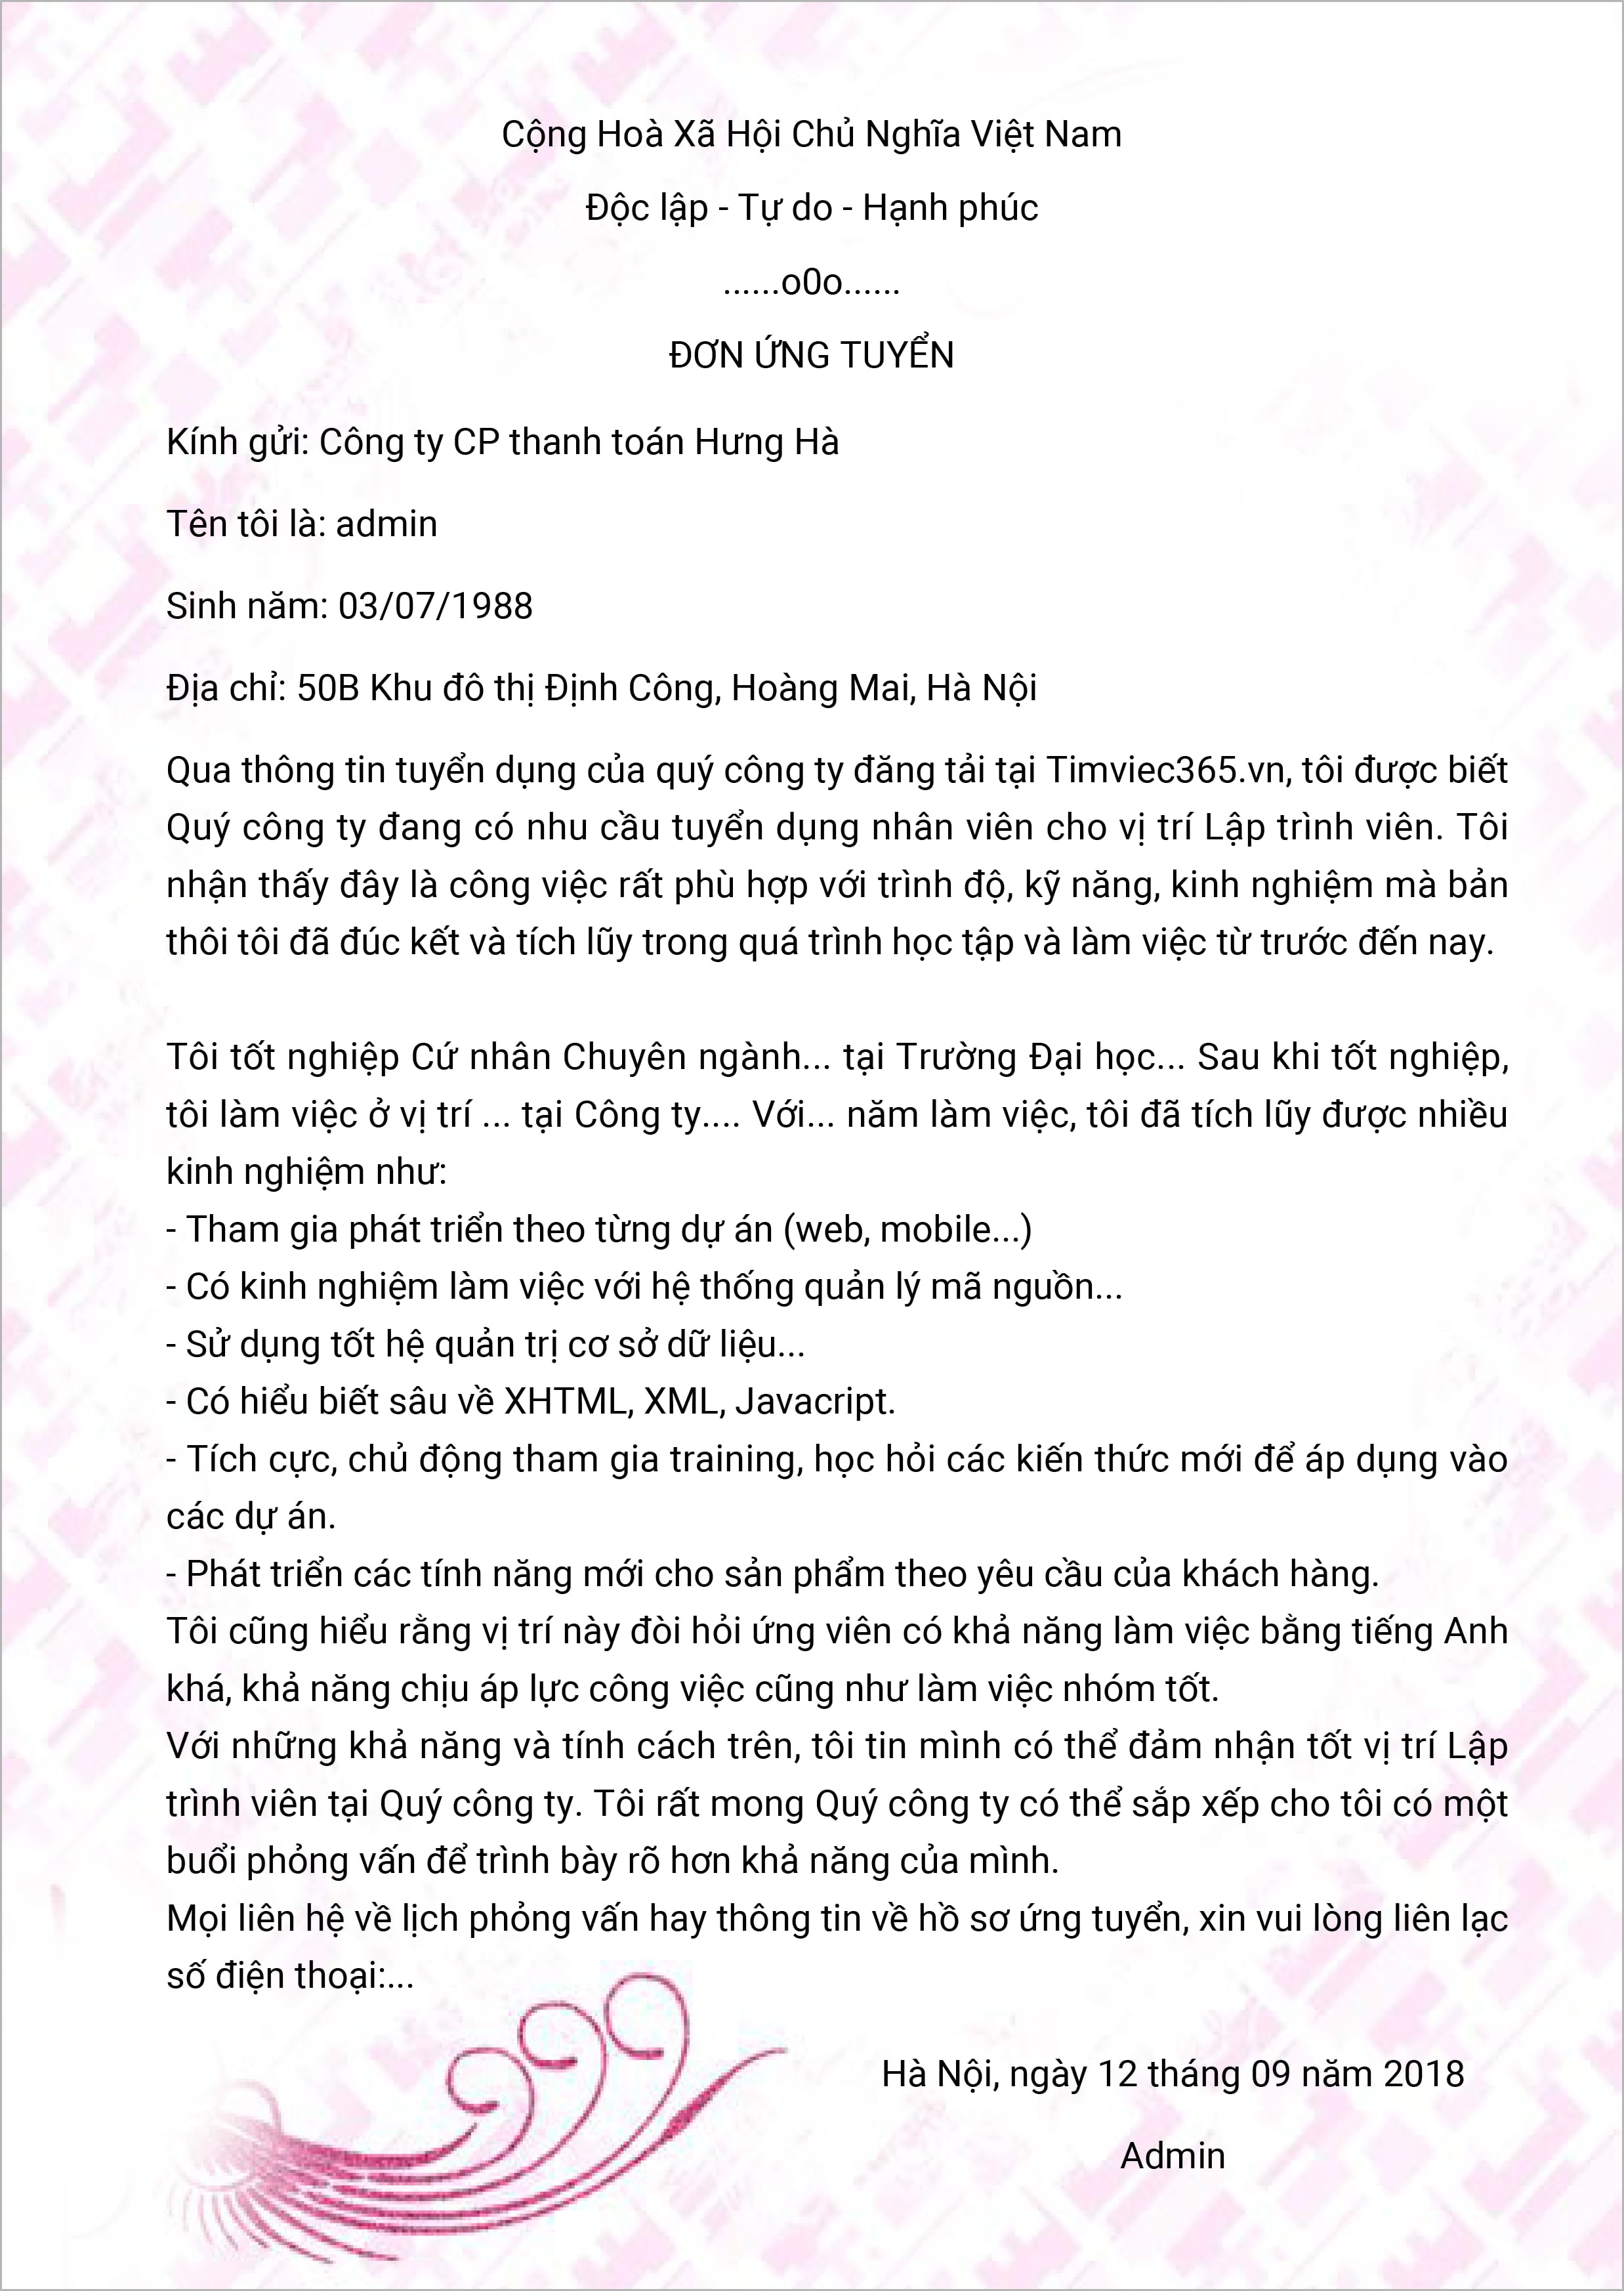 Cộng Hoà Xã Hội Chủ Nghĩa Việt Nam
Độc lập - Tự do - Hạnh phúc
......o0o......
ĐƠN ỨNG TUYỂN
Kính gửi: Công ty CP thanh toán Hưng Hà
Tên tôi là: admin
Sinh năm: 03/07/1988
Địa chỉ: 50B Khu đô thị Định Công, Hoàng Mai, Hà Nội
Qua thông tin tuyển dụng của quý công ty đăng tải tại Timviec365.vn, tôi được biết
Quý công ty đang có nhu cầu tuyển dụng nhân viên cho vị trí Lập trình viên. Tôi
nhận thấy đây là công việc rất phù hợp với trình độ, kỹ năng, kinh nghiệm mà bản
thôi tôi đã đúc kết và tích lũy trong quá trình học tập và làm việc từ trước đến nay.
Tôi tốt nghiệp Cứ nhân Chuyên ngành... tại Trường Đại học... Sau khi tốt nghiệp,
tôi làm việc ở vị trí ... tại Công ty.... Với... năm làm việc, tôi đã tích lũy được nhiều
kinh nghiệm như:
- Tham gia phát triển theo từng dự án (web, mobile...)
- Có kinh nghiệm làm việc với hệ thống quản lý mã nguồn...
- Sử dụng tốt hệ quản trị cơ sở dữ liệu...
- Có hiểu biết sâu về XHTML, XML, Javacript.
- Tích cực, chủ động tham gia training, học hỏi các kiến thức mới để áp dụng vào
các dự án.
- Phát triển các tính năng mới cho sản phẩm theo yêu cầu của khách hàng.
Tôi cũng hiểu rằng vị trí này đòi hỏi ứng viên có khả năng làm việc bằng tiếng Anh
khá, khả năng chịu áp lực công việc cũng như làm việc nhóm tốt.
Với những khả năng và tính cách trên, tôi tin mình có thể đảm nhận tốt vị trí Lập
trình viên tại Quý công ty. Tôi rất mong Quý công ty có thể sắp xếp cho tôi có một
buổi phỏng vấn để trình bày rõ hơn khả năng của mình.
Mọi liên hệ về lịch phỏng vấn hay thông tin về hồ sơ ứng tuyển, xin vui lòng liên lạc
số điện thoại:...
Hà Nội, ngày 12 tháng 09 năm 2018
Admin